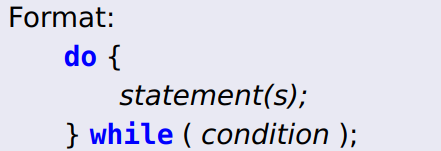 Format:
do {
statement(s);
} while ( condition );